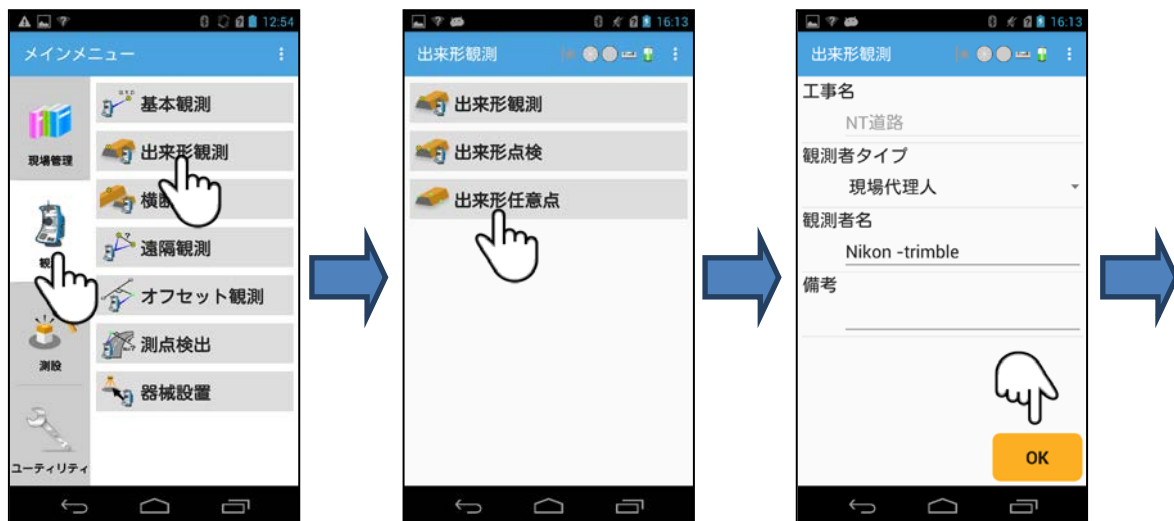 12:54
メインメニュー
現場管理
測設
ユーティリティ
基本観測
出来形観測
遠隔観測
オフセット観測
測点検出
器械設置
16:13
出来形観測
出来形観測
出来形点検
出来形任意点
16:13
出来形観測
工事名
NT道路
観測者タイプ
現場代理人
観測者名
Nikon -trimble
備考
OK